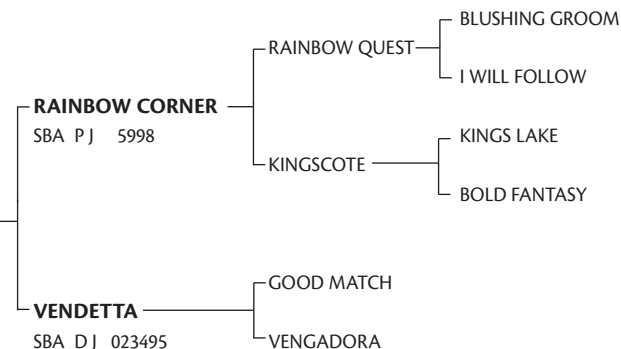 BLUSHING GROOM
RAINBOW QUEST
I WILL FOLLOW
RAINBOW CORNER
SBA P J 5998
KINGS LAKE
KINGSCOTE
BOLD FANTASY
GOOD MATCH
VENDETTA
SBA D J 023495
VENGADORA